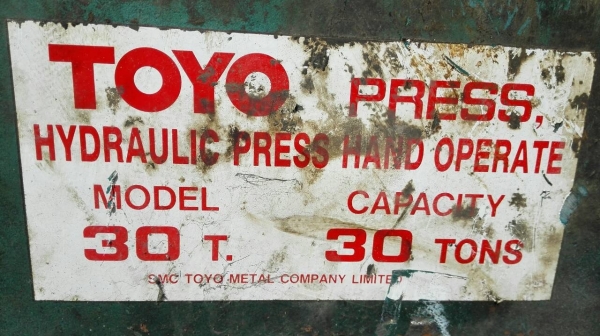 TOYO PRESS,
HYDRAULIC PRESS HAND OPERATE
MODEL CAPACITY
30 T. 30 TONS
SMC TOYO METAL COMPANY LIMITED